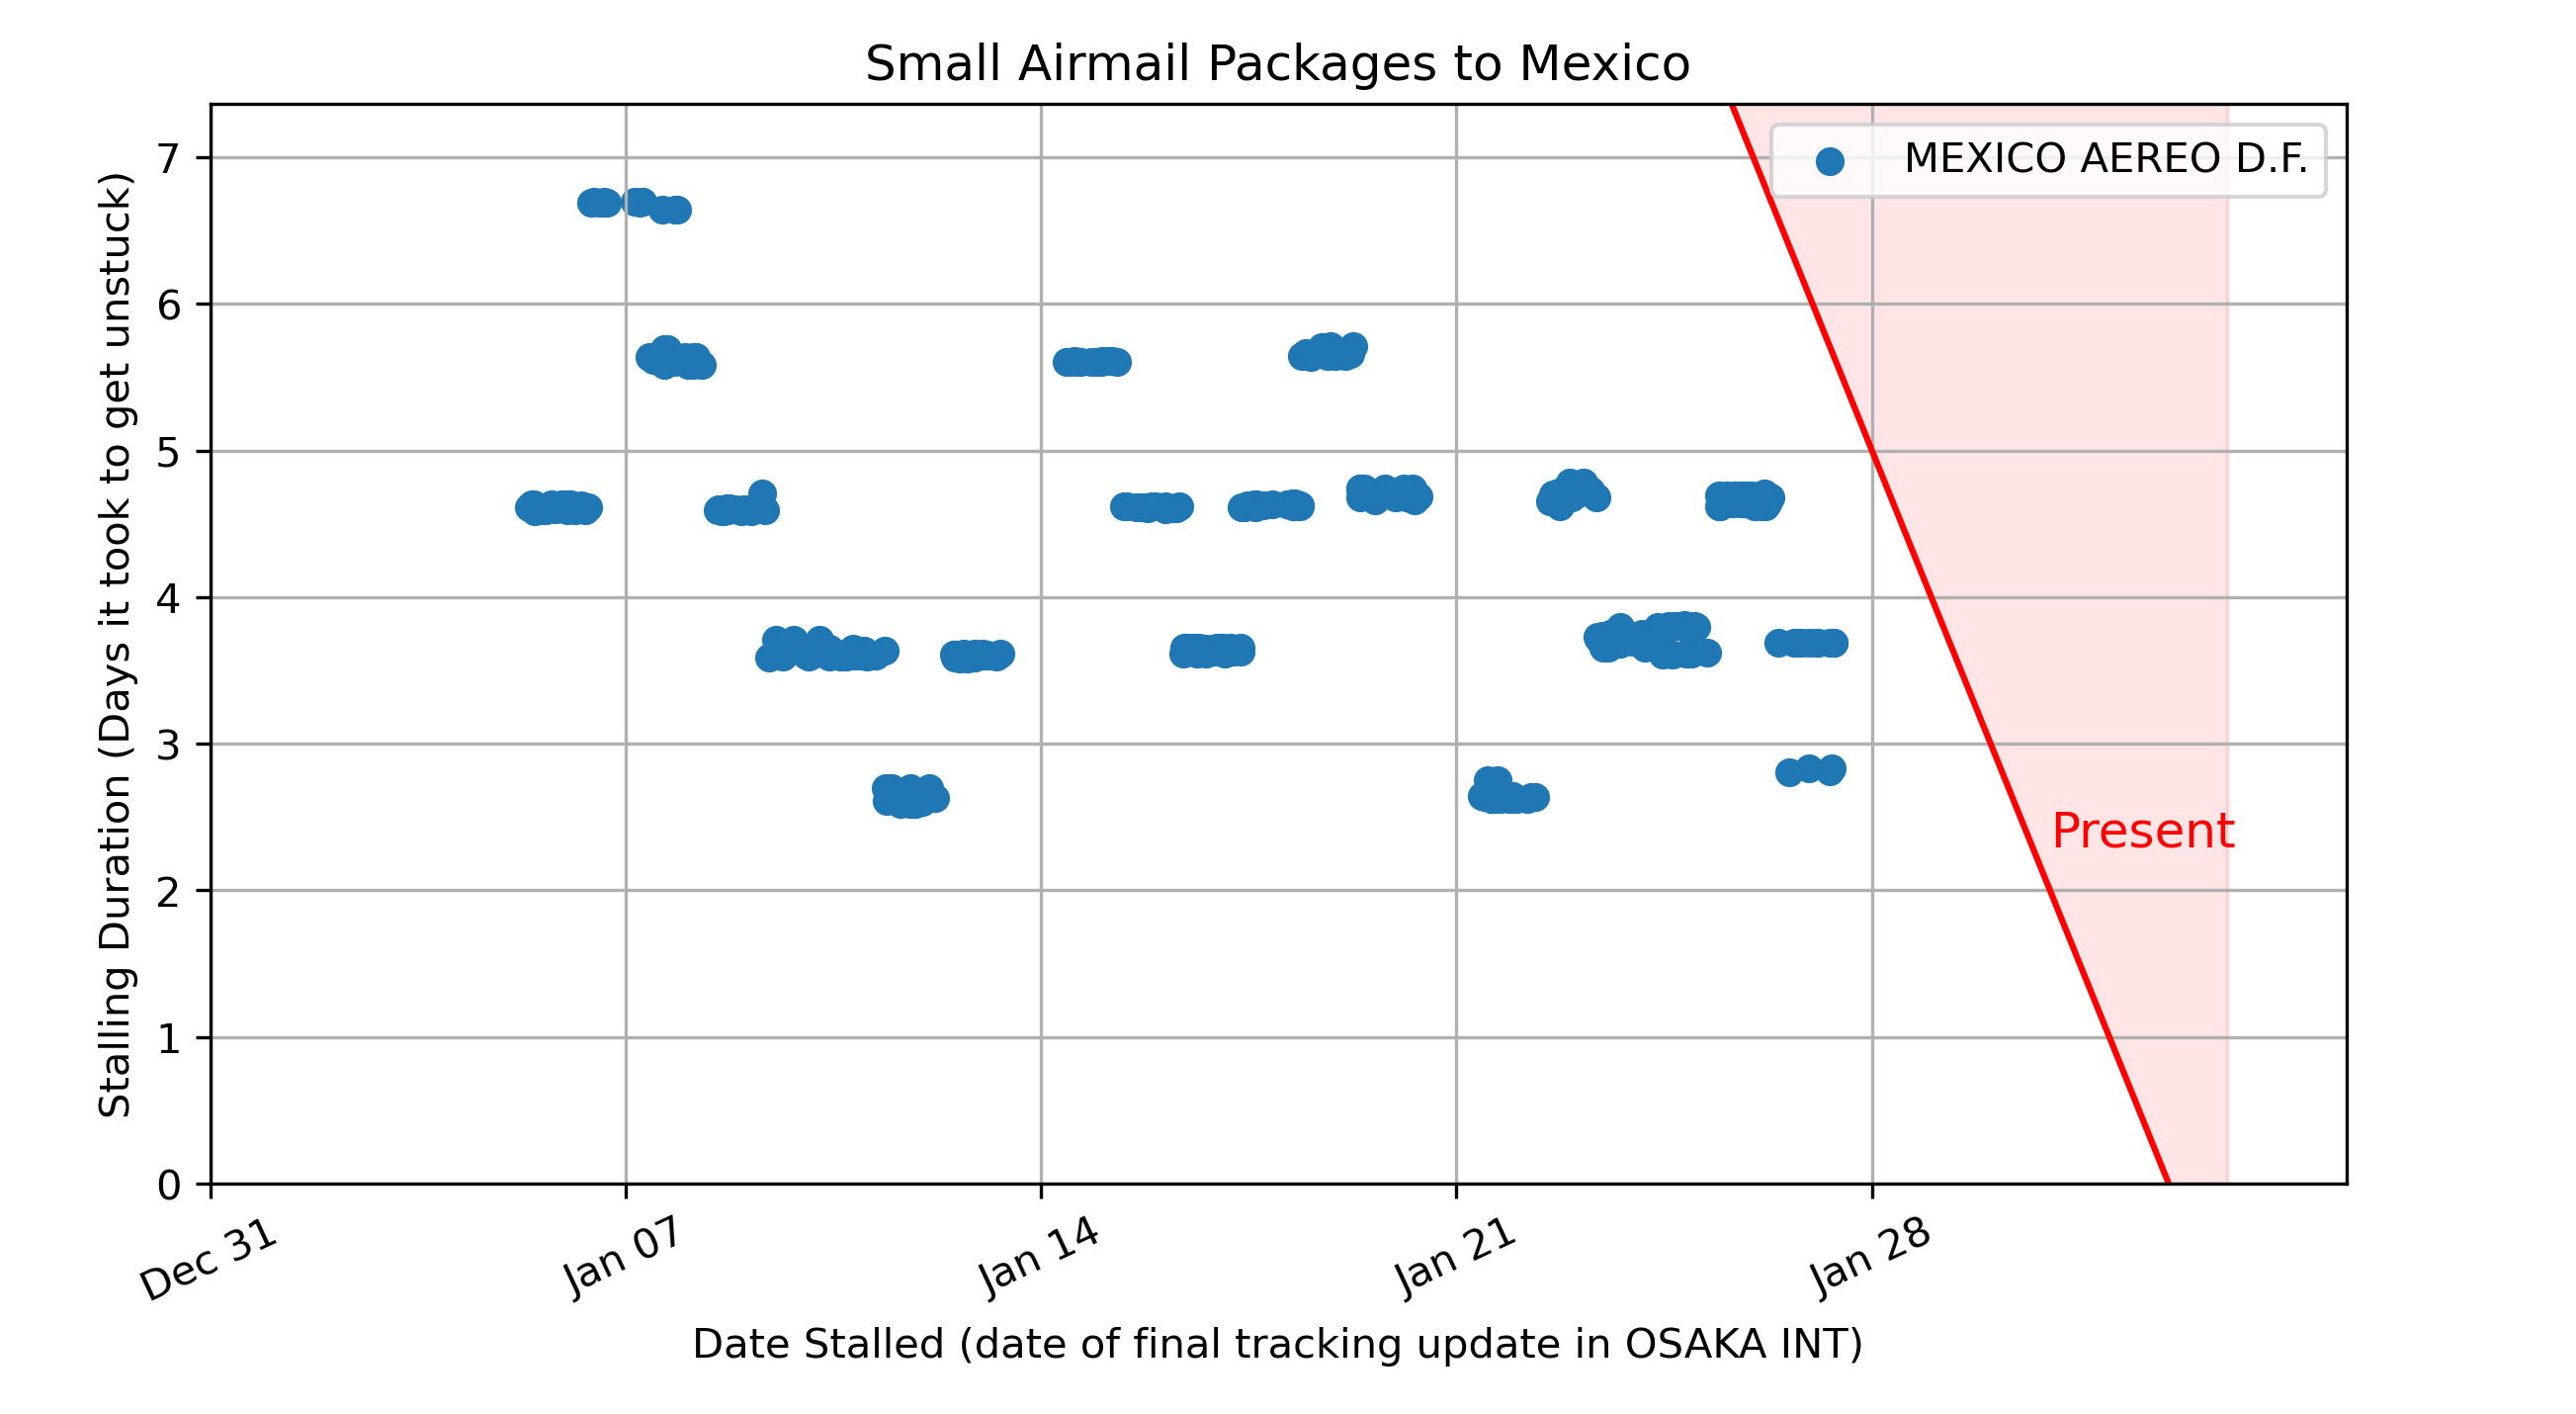 Small Airmail Packages to Mexico
MEXICO AEREO D.F.
Stalling Duration (Days it took to get unstuck)
7
6
5
4
3
2
1
0
Present
Dec 31
Jan 07
Jan 14
Jan 21
Jan 28
Date Stalled (date of final tracking update in OSAKA INT)